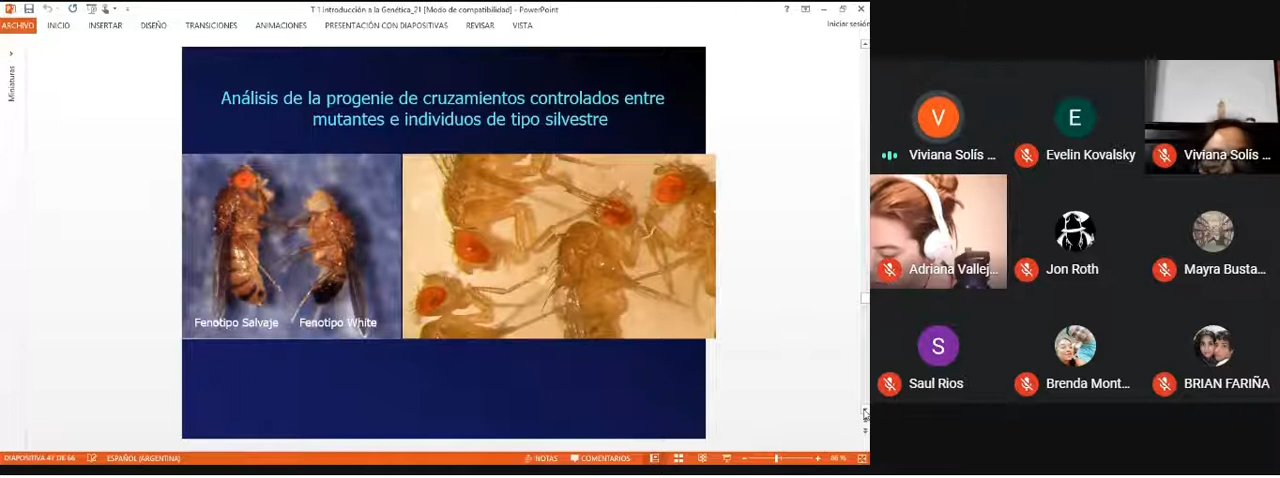 T 1 Introducción a la Genética_21 [Modo de compatibilidad] - PowerPoint
ARCHIVO INICIO INSERTAR DISEÑO TRANSICIONES ANIMACIONES PRESENTACIÓN CON DIAPOSITIVAS REVISAR VISTA Iniciar sesión
Miniaturas
Análisis de la progenie de cruzamientos controlados entre
mutantes e individuos de tipo silvestre
Fenotipo Salvaje Fenotipo White
DIAPOSITIVA 47 DE 66 ESPAÑOL (ARGENTINA) NOTAS COMENTARIOS 86 %
V
Viviana Solís ...
E
Evelin Kovalsky
Viviana Solís ...
Adriana Vallej...
Jon Roth
Mayra Busta...
S
Saul Rios
Brenda Mont...
BRIAN FARIÑA